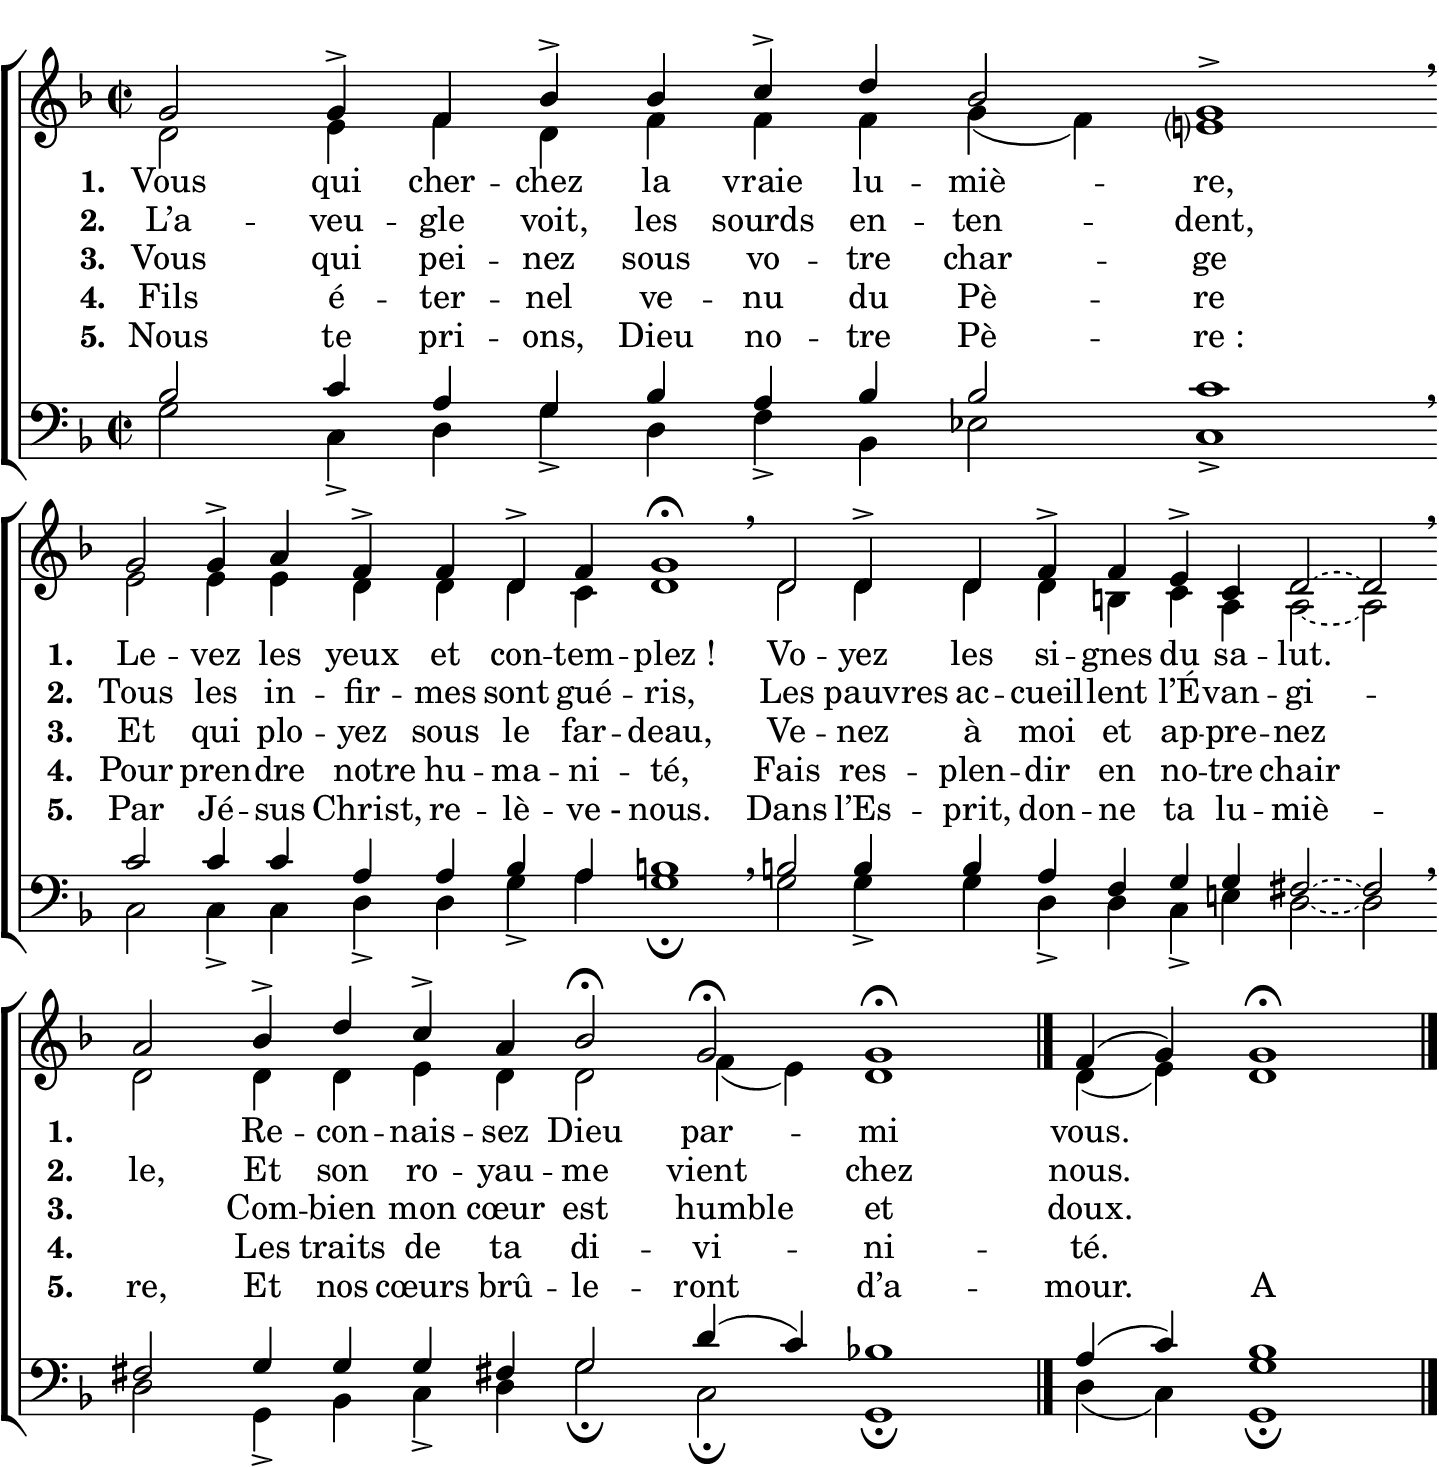 1. Vous qui cher -- chez la vraie lu -- miè -- re,
2. L’a -- veu -- gle voit, les sourds en -- ten -- dent,
3. Vous qui pei -- nez sous vo -- tre char -- ge
4. Fils é -- ter -- nel ve -- nu du Pè -- re
5. Nous te pri -- ons, Dieu no -- tre Pè -- re :
1. Le -- vez les yeux et con -- tem -- plez ! Vo -- yez les si -- gnes du sa -- lut.
2. Tous les in -- fir -- mes sont gué -- ris, Les pauvres ac -- cueil -- lent l’É -- van -- gi --
3. Et qui plo -- yez sous le far -- deau, Ve -- nez à moi et ap -- pre -- nez
4. Pour pren -- dre notre hu -- ma -- ni -- té, Fais res -- plen -- dir en no -- tre chair
5. Par Jé -- sus Christ, re -- lè -- ve - nous. Dans l’Es -- prit, don -- ne ta lu -- miè --
1. Re -- con -- nais -- sez Dieu par -- mi vous.
2. le, Et son ro -- yau -- me vient chez nous.
3. Com -- bien mon cœur est humble et doux.
4. Les traits de ta di -- vi -- ni -- té.
5. re, Et nos cœurs brû -- le -- ront d’a -- mour. A